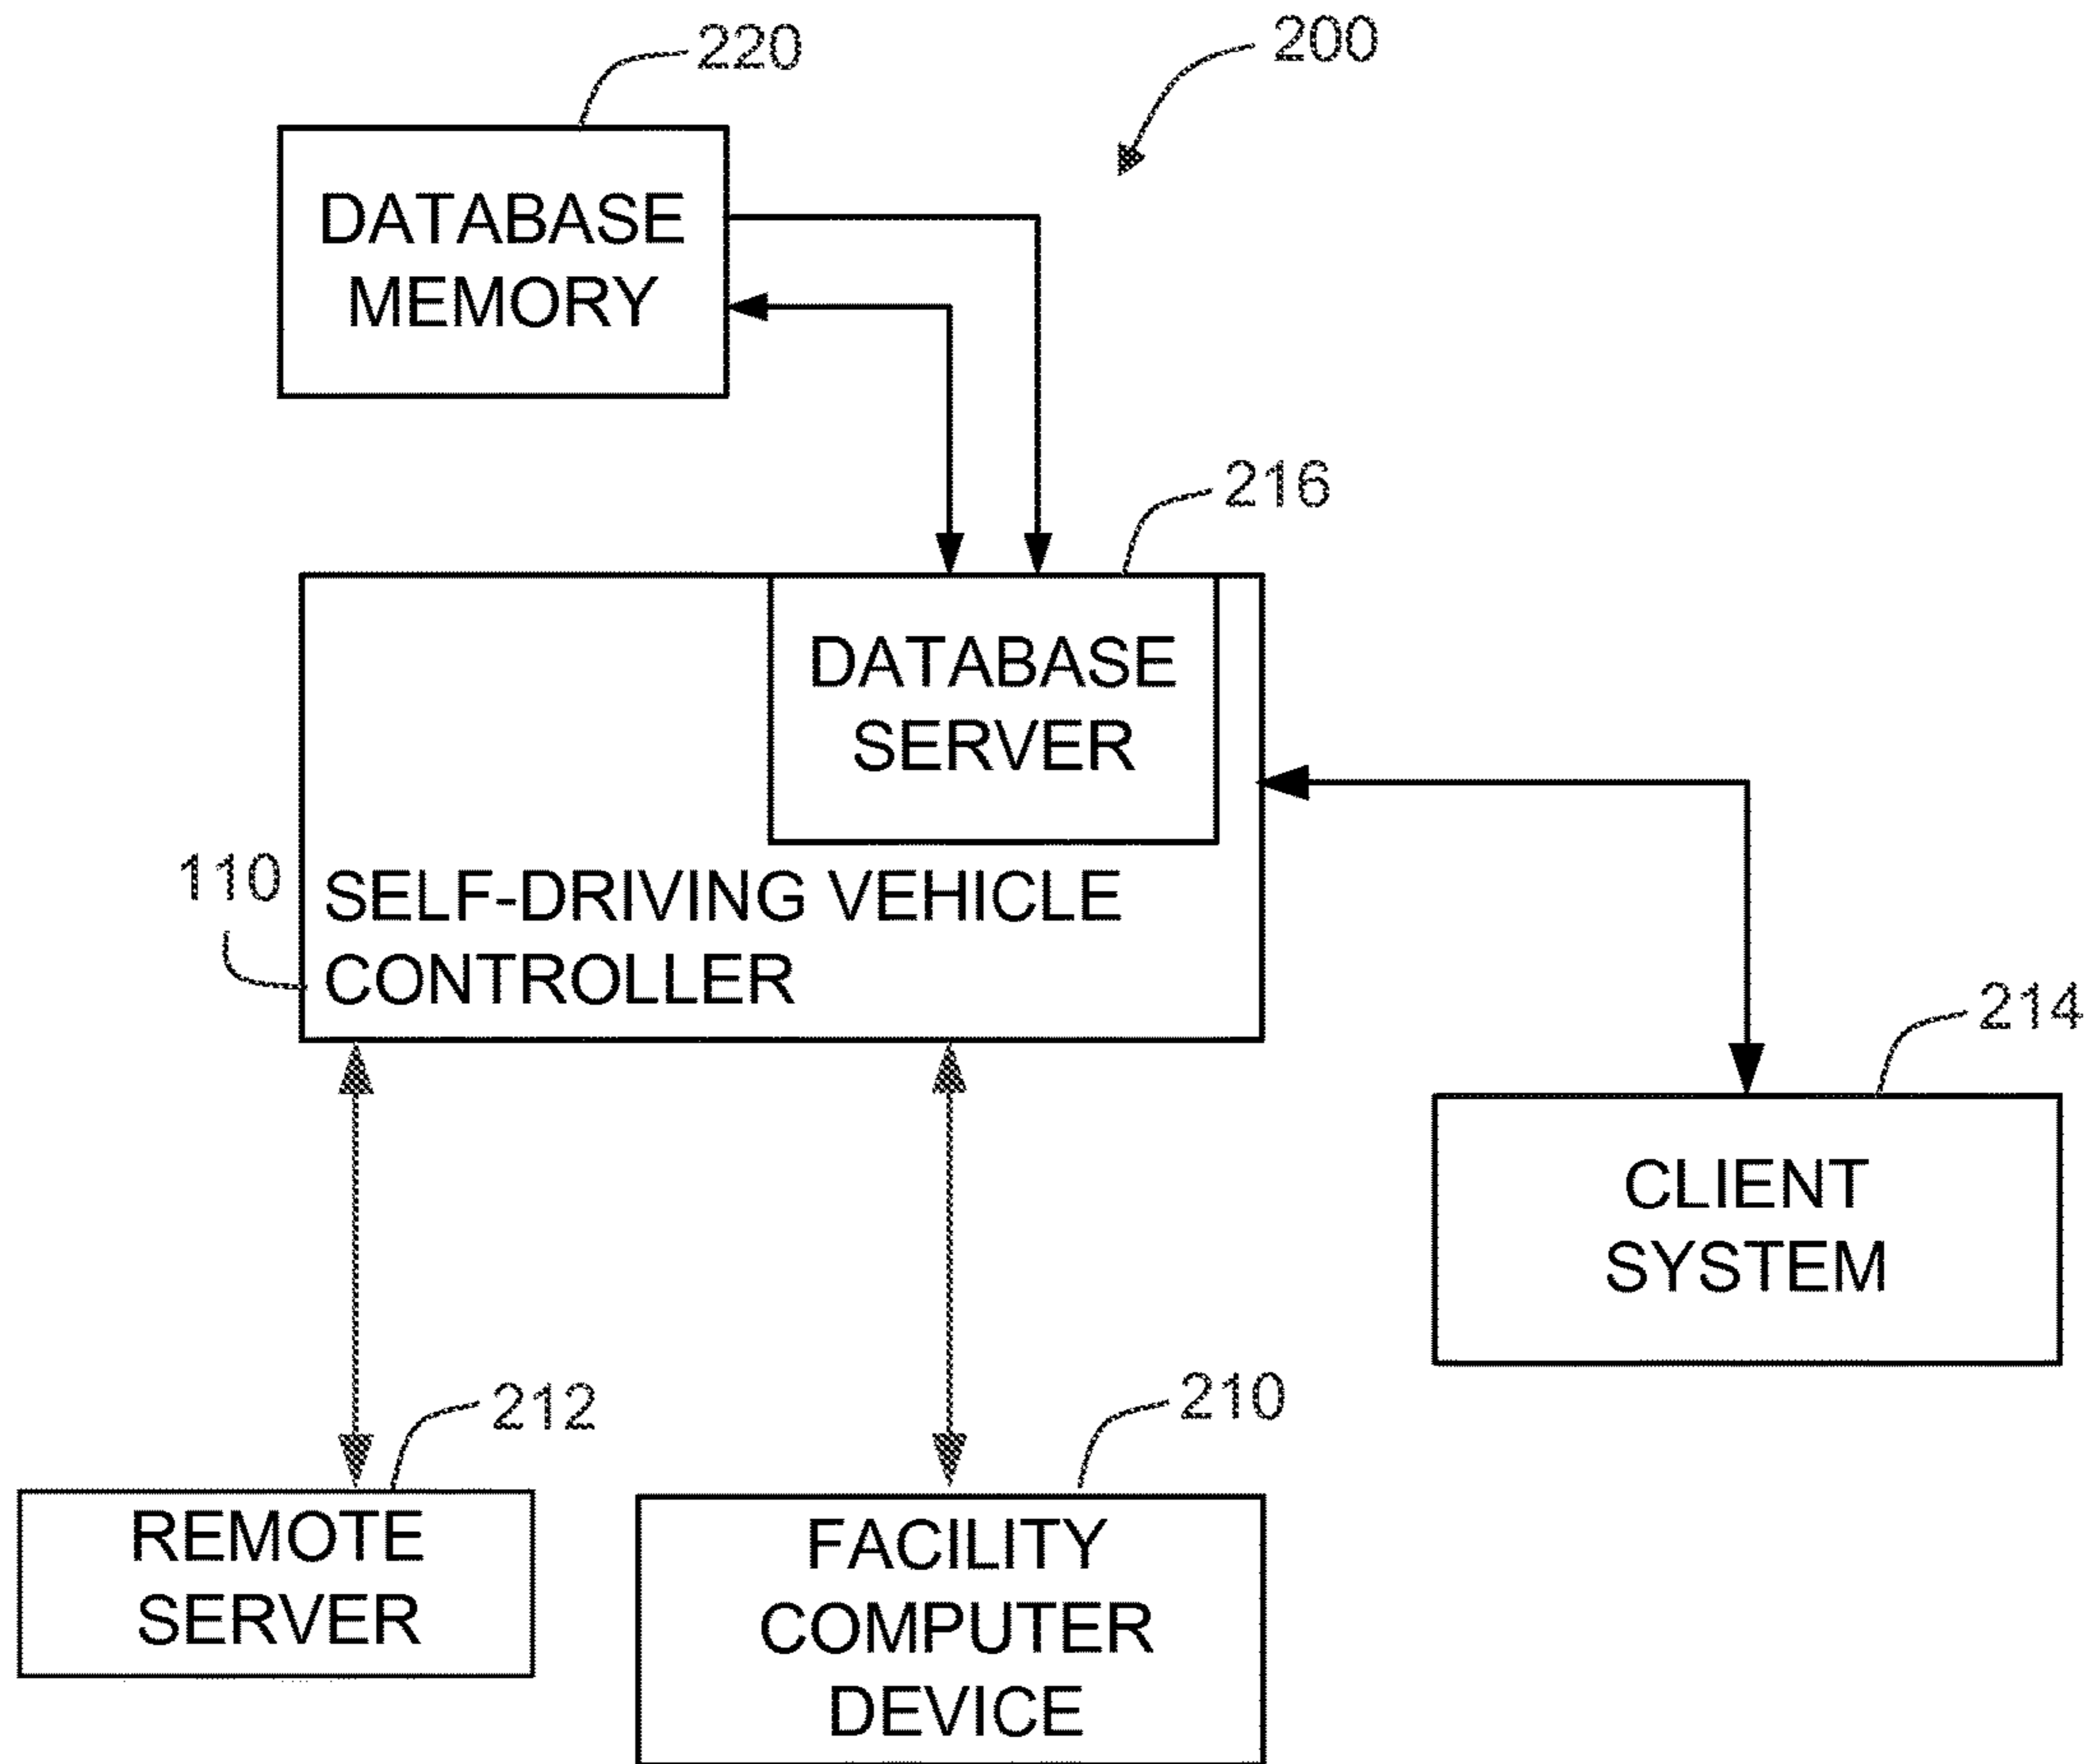 220
200
DATABASE
MEMORY
216
DATABASE
SERVER
110
SELF-DRIVING VEHICLE
CONTROLLER
214
CLIENT
SYSTEM
212
210
REMOTE
SERVER
FACILITY
COMPUTER
DEVICE